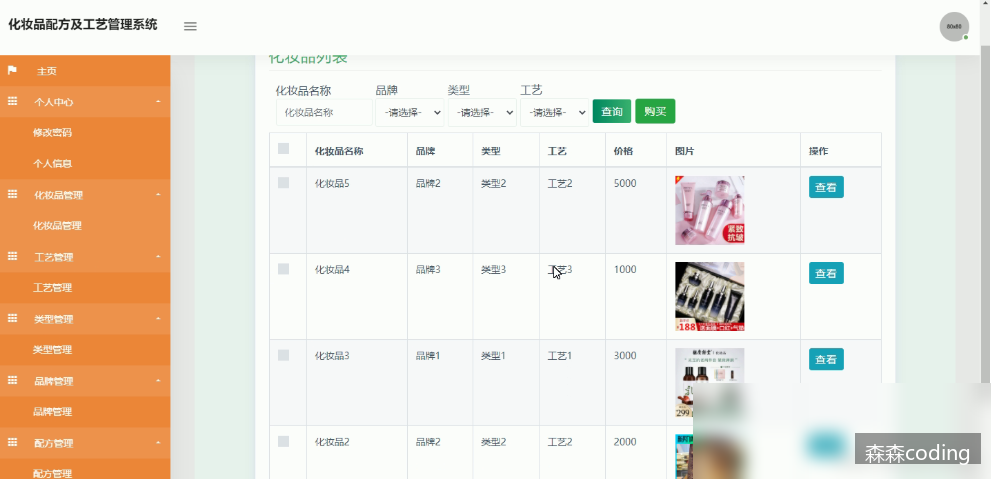 化妆品配方及工艺管理系统
60x60
主页
化妆品列表
个人中心
化妆品名称 品牌 类型 工艺
化妆品名称 -请选择- -请选择- -请选择- 查询 购买
修改密码
化妆品名称 品牌 类型 工艺 价格 图片 操作
个人信息
化妆品5 品牌2 类型2 工艺2 5000 查看
化妆品管理
化妆品管理
紧致
抗皱
工艺管理
化妆品4 品牌3 类型3 工艺3 1000 查看
工艺管理
类型管理
188
类型管理
化妆品3 品牌1 类型1 工艺1 3000 查看
品牌管理
品牌管理
299
配方管理
化妆品2 品牌2 类型2 工艺2 2000
森森coding
配方管理